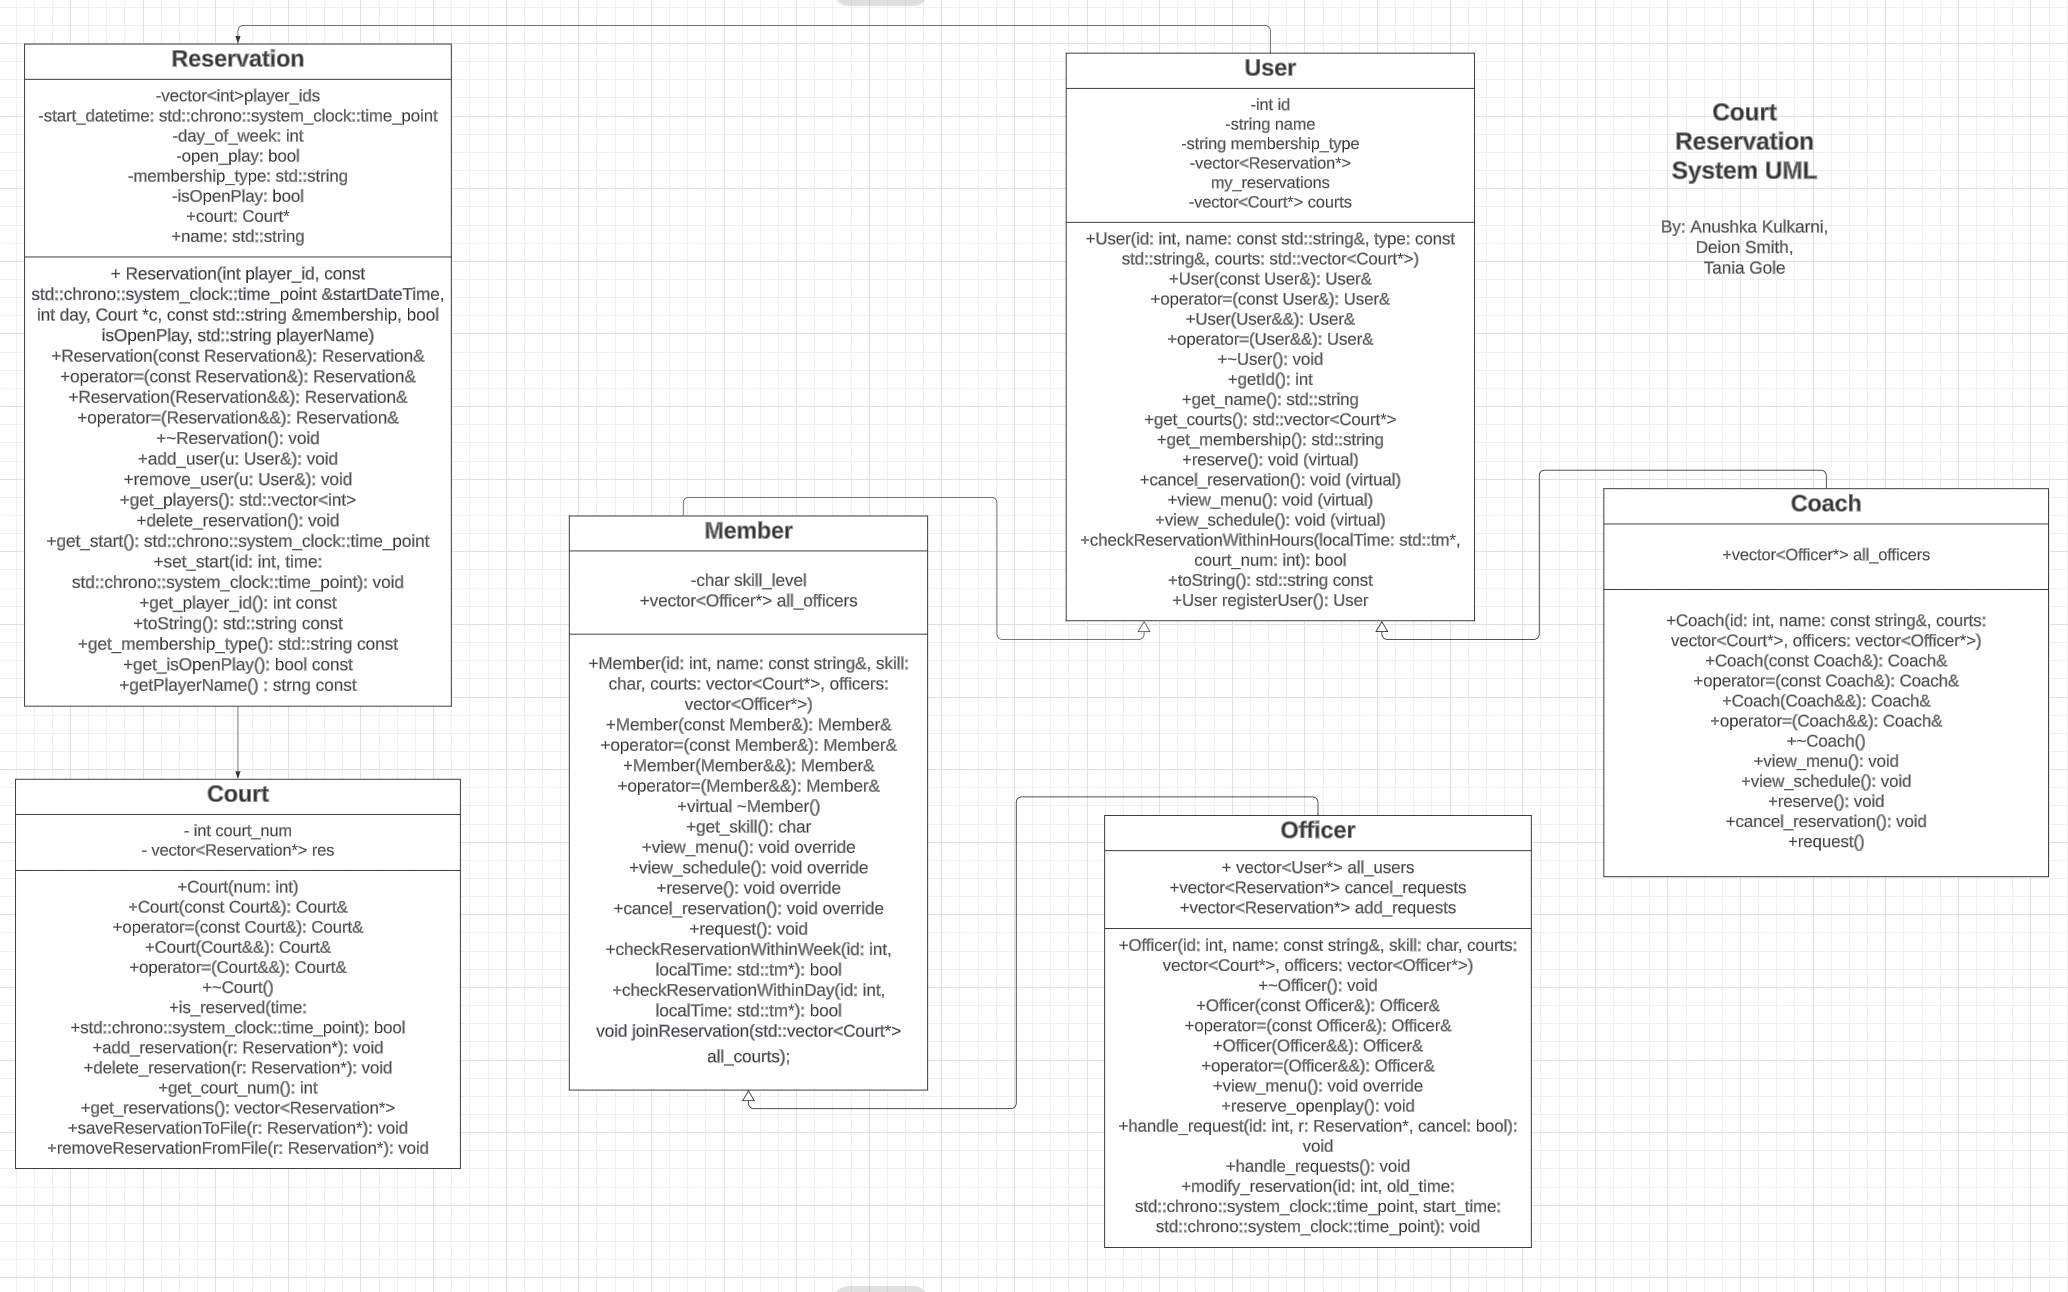 Reservation
-vector<int>player_ids
-start_datetime: std::chrono::system_clock::time_point
-day_of_week: int
-open_play: bool
-membership_type: std::string
-isOpenPlay: bool
+court: Court*
+name: std::string
+ Reservation(int player_id, const
std::chrono::system_clock::time_point &startDateTime,
int day, Court *c, const std::string &membership, bool
isOpenPlay, std::string playerName)
+Reservation(const Reservation&): Reservation&
+operator=(const Reservation&): Reservation&
+Reservation(Reservation&&): Reservation&
+operator=(Reservation&&): Reservation&
+~Reservation(): void
+add_user(u: User&): void
+remove_user(u: User&): void
+get_players(): std::vector<int>
+delete_reservation(): void
+get_start(): std::chrono::system_clock::time_point
+set_start(id: int, time:
std::chrono::system_clock::time_point): void
+get_player_id(): int const
+toString(): std::string const
+get_membership_type(): std::string const
+get_isOpenPlay(): bool const
+getPlayerName() : strng const
Court
- int court_num
- vector<Reservation*> res
+Court(num: int)
+Court(const Court&): Court&
+operator=(const Court&): Court&
+Court(Court&&): Court&
+operator=(Court&&): Court&
+~Court()
+is_reserved(time:
+std::chrono::system_clock::time_point): bool
+add_reservation(r: Reservation*): void
+delete_reservation(r: Reservation*): void
+get_court_num(): int
+get_reservations(): vector<Reservation*>
+saveReservationToFile(r: Reservation*): void
+removeReservationFromFile(r: Reservation*): void
Member
-char skill_level
+vector<Officer*> all_officers
+Member(id: int, name: const string&, skill:
char, courts: vector<Court*>, officers:
vector<Officer*>)
+Member(const Member&): Member&
+operator=(const Member&): Member&
+Member(Member&&): Member&
+operator=(Member&&): Member&
+virtual ~Member()
+get_skill(): char
+view_menu(): void override
+view_schedule(): void override
+reserve(): void override
+cancel_reservation(): void override
+request(): void
+checkReservationWithinWeek(id: int,
localTime: std::tm*): bool
+checkReservationWithinDay(id: int,
localTime: std::tm*): bool
void joinReservation(std::vector<Court*>
all_courts);
User
-int id
-string name
-string membership_type
-vector<Reservation*>
my_reservations
-vector<Court*> courts
+User(id: int, name: const std::string&, type: const
std::string&, courts: std::vector<Court*>)
+User(const User&): User&
+operator=(const User&): User&
+User(User&&): User&
+operator=(User&&): User&
+~User(): void
+getId(): int
+get_name(): std::string
+get_courts(): std::vector<Court*>
+get_membership(): std::string
+reserve(): void (virtual)
+cancel_reservation(): void (virtual)
+view_menu(): void (virtual)
+view_schedule(): void (virtual)
+checkReservationWithinHours(localTime: std::tm*,
court_num: int): bool
+toString(): std::string const
+User registerUser(): User
Officer
+ vector<User*> all_users
+vector<Reservation*> cancel_requests
+vector<Reservation*> add_requests
+Officer(id: int, name: const string&, skill: char, courts:
vector<Court*>, officers: vector<Officer*>)
+~Officer(): void
+Officer(const Officer&): Officer&
+operator=(const Officer&): Officer&
+Officer(Officer&&): Officer&
+operator=(Officer&&): Officer&
+view_menu(): void override
+reserve_openplay(): void
+handle_request(id: int, r: Reservation*, cancel: bool):
void
+handle_requests(): void
+modify_reservation(id: int, old_time:
std::chrono::system_clock::time_point, start_time:
std::chrono::system_clock::time_point): void
Court
Reservation
System UML
By: Anushka Kulkarni,
Deion Smith,
Tania Gole
Coach
+vector<Officer*> all_officers
+Coach(id: int, name: const string&, courts:
vector<Court*>, officers: vector<Officer*>)
+Coach(const Coach&): Coach&
+operator=(const Coach&): Coach&
+Coach(Coach&&): Coach&
+operator=(Coach&&): Coach&
+~Coach()
+view_menu(): void
+view_schedule(): void
+reserve(): void
+cancel_reservation(): void
+request()